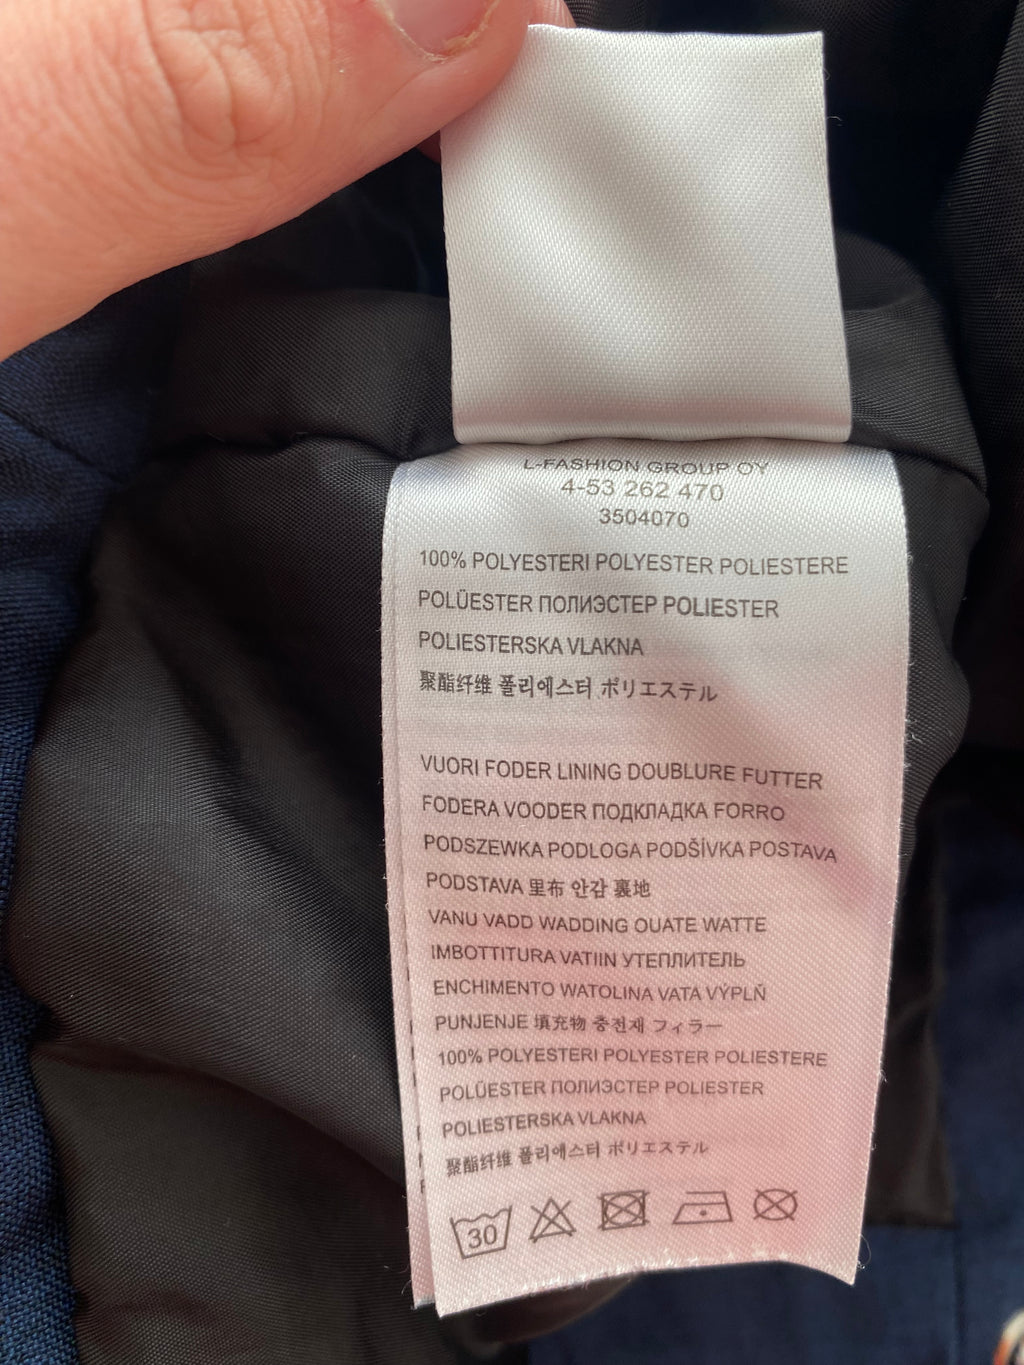 L-FASHION GROUP OY
4-53 262 470
3504070
100% POLYESTERI POLYESTER POLIESTERE
POLÜESTER ПОЛИЭСТЕР POLIESTER
POLIESTERSKA VLAKNA
聚酯纤维 폴리에스터 ポリエステル
VUORI FODER LINING DOUBLURE FUTTER
FODERA VOODER ПОДКЛАДКА FORRO
PODSZEWKA PODLOGA PODŠÍVKA POSTAVA
PODSTAVA 里布 안감 裏地
VANU VADD WADDING OUATE WATTE
IMBOTTITURA VATIIN УТЕПЛИТЕЛЬ
ENCHIMENTO WATOLINA VATA VÝPLŇ
PUNJENJE 填充物 충전재 フィラー
100% POLYESTERI POLYESTER POLIESTERE
POLÜESTER ПОЛИЭСТЕР POLIESTER
POLIESTERSKA VLAKNA
聚酯纤维 폴리에스터 ポリエステル
30